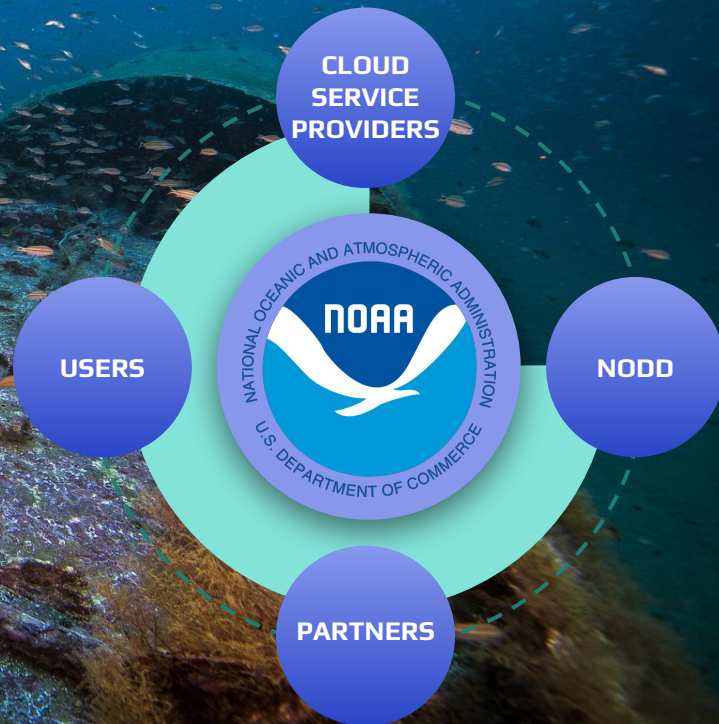 CLOUD
SERVICE
PROVIDERS
NATIONAL OCEANIC AND ATMOSPHERIC ADMINISTRATION
NOAA
USERS
NODD
U.S. DEPARTMENT OF COMMERCE
PARTNERS